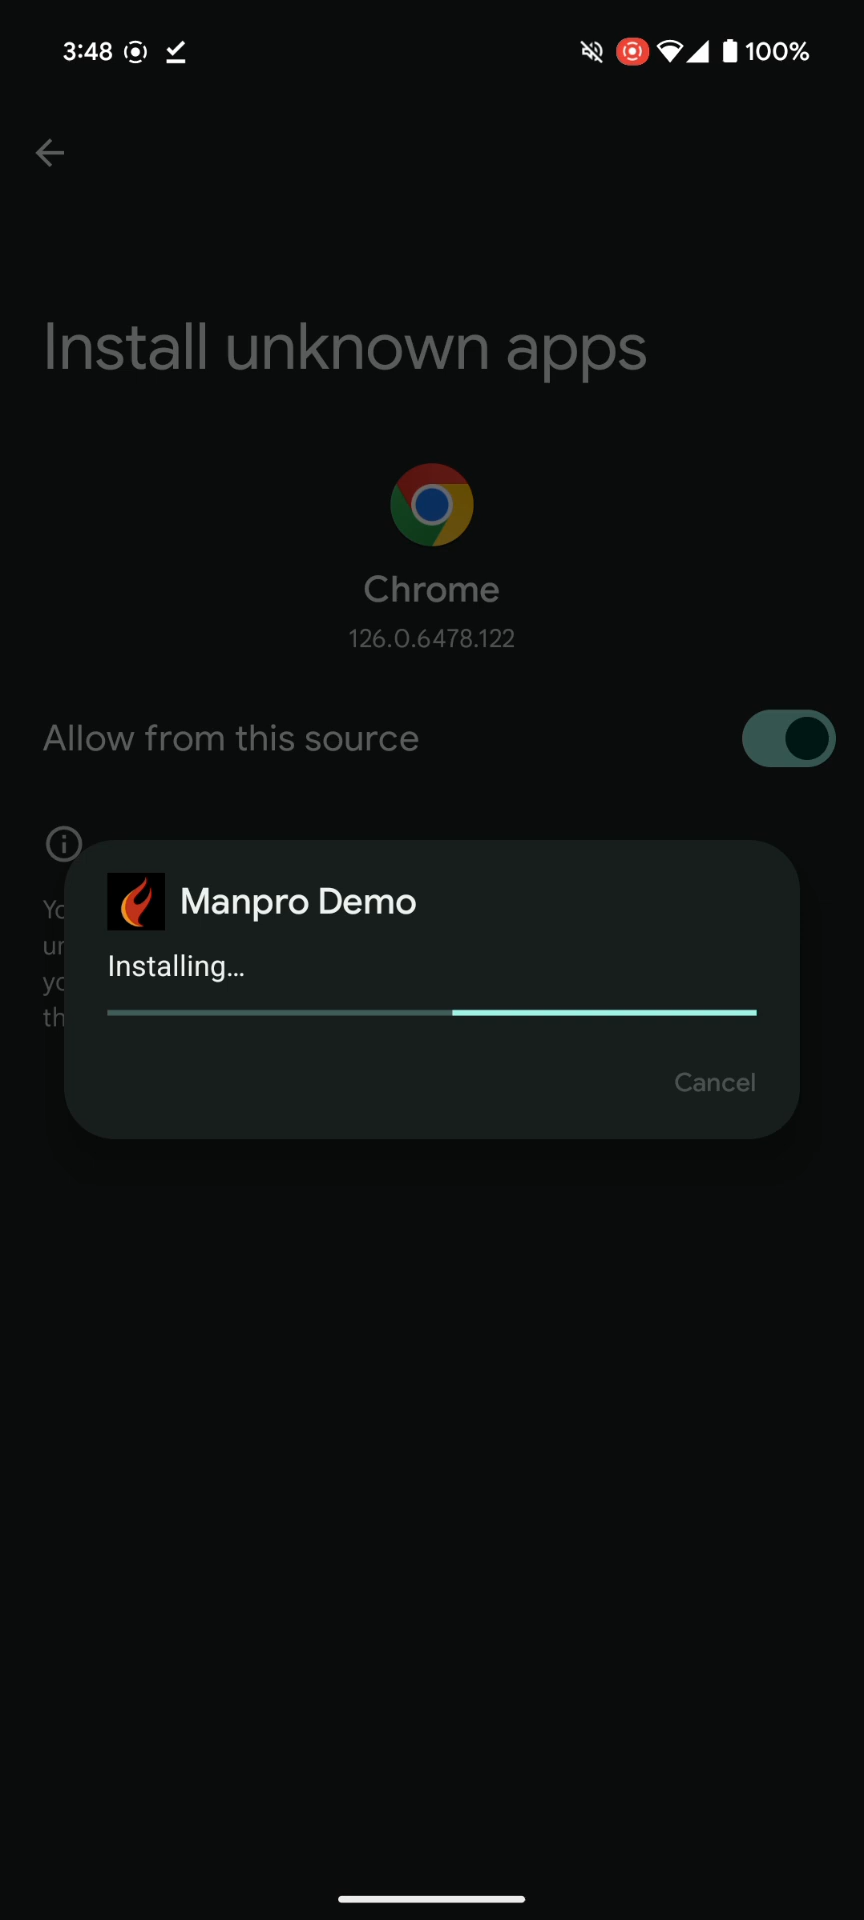 3:48
100%
Install unknown apps
Chrome
126.0.6478.122
Allow from this source
Manpro Demo
Installing…
Cancel